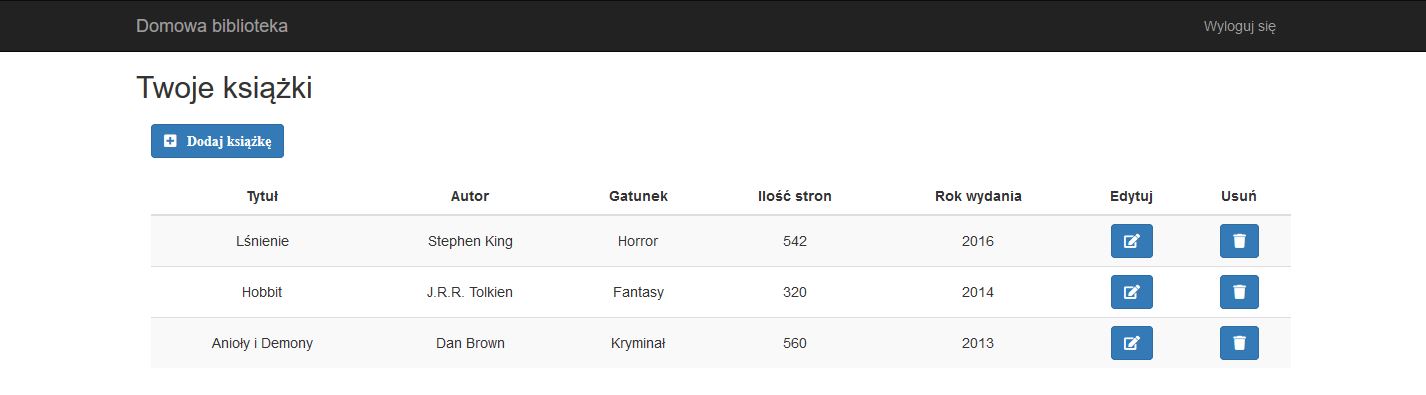 Domowa biblioteka Wyloguj się
Twoje książki
Dodaj książkę
Tytuł Autor Gatunek Ilość stron Rok wydania Edytuj Usuń
Lśnienie Stephen King Horror 542 2016
Hobbit J.R.R. Tolkien Fantasy 320 2014
Anioły i Demony Dan Brown Kryminał 560 2013